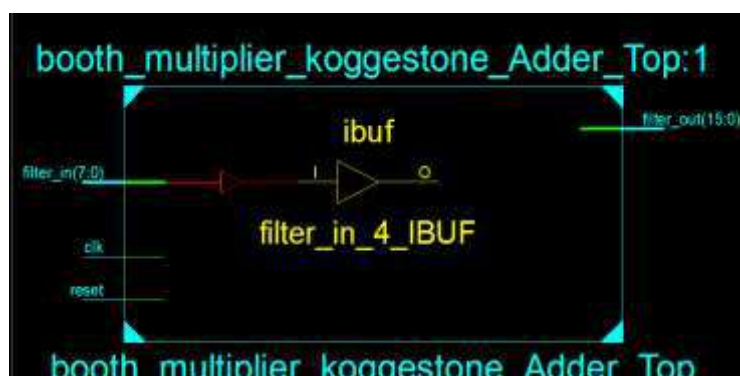 booth_multiplier_koggestone_Adder_Top:1
ibuf
filter_out(15:0)
filter_in(7:0)
I
O
filter_in_4_IBUF
clk
reset
booth_multiplier_koggestone_Adder_Top